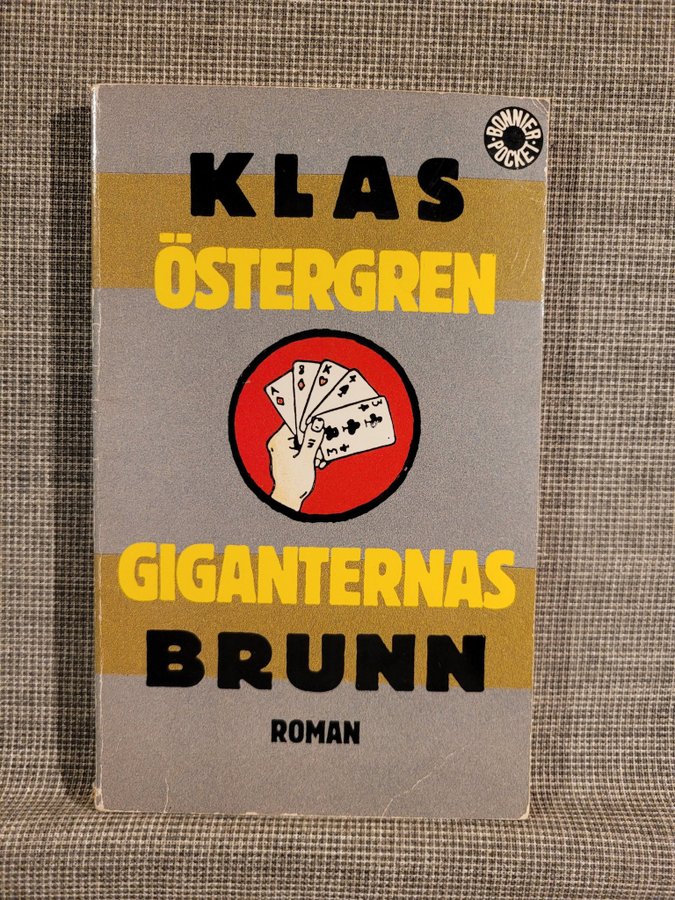 BONNIER
POCKET
KLAS
ÖSTERGREN
GIGANTERNAS
BRUNN
ROMAN